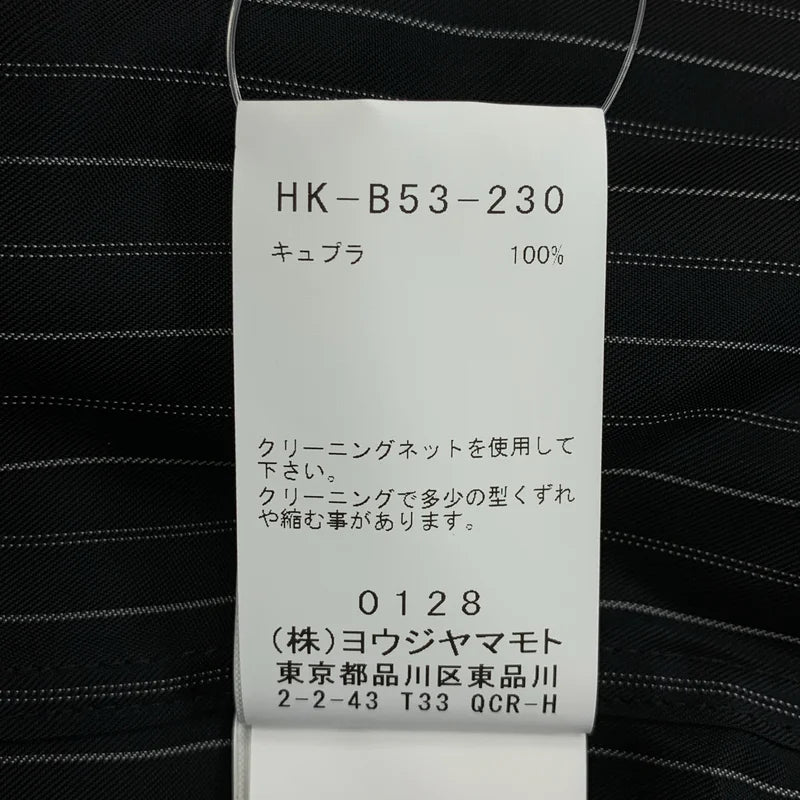 HK-B53-230
キュプラ 100%
クリーニングネットを使用して
下さい。
クリーニングで多少の型くずれ
や縮む事があります。
0128
(株)ヨウジヤマモト
東京都品川区東品川
2-2-43 T33 QCR-H